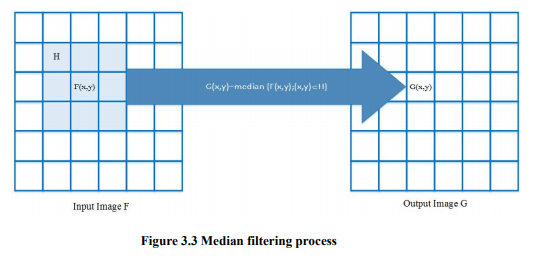 H
F(x,y)
G(x,y)=median {F(x,y);(x,y)∈H}
G(x,y)
Input Image F
Output Image G
Figure 3.3 Median filtering process